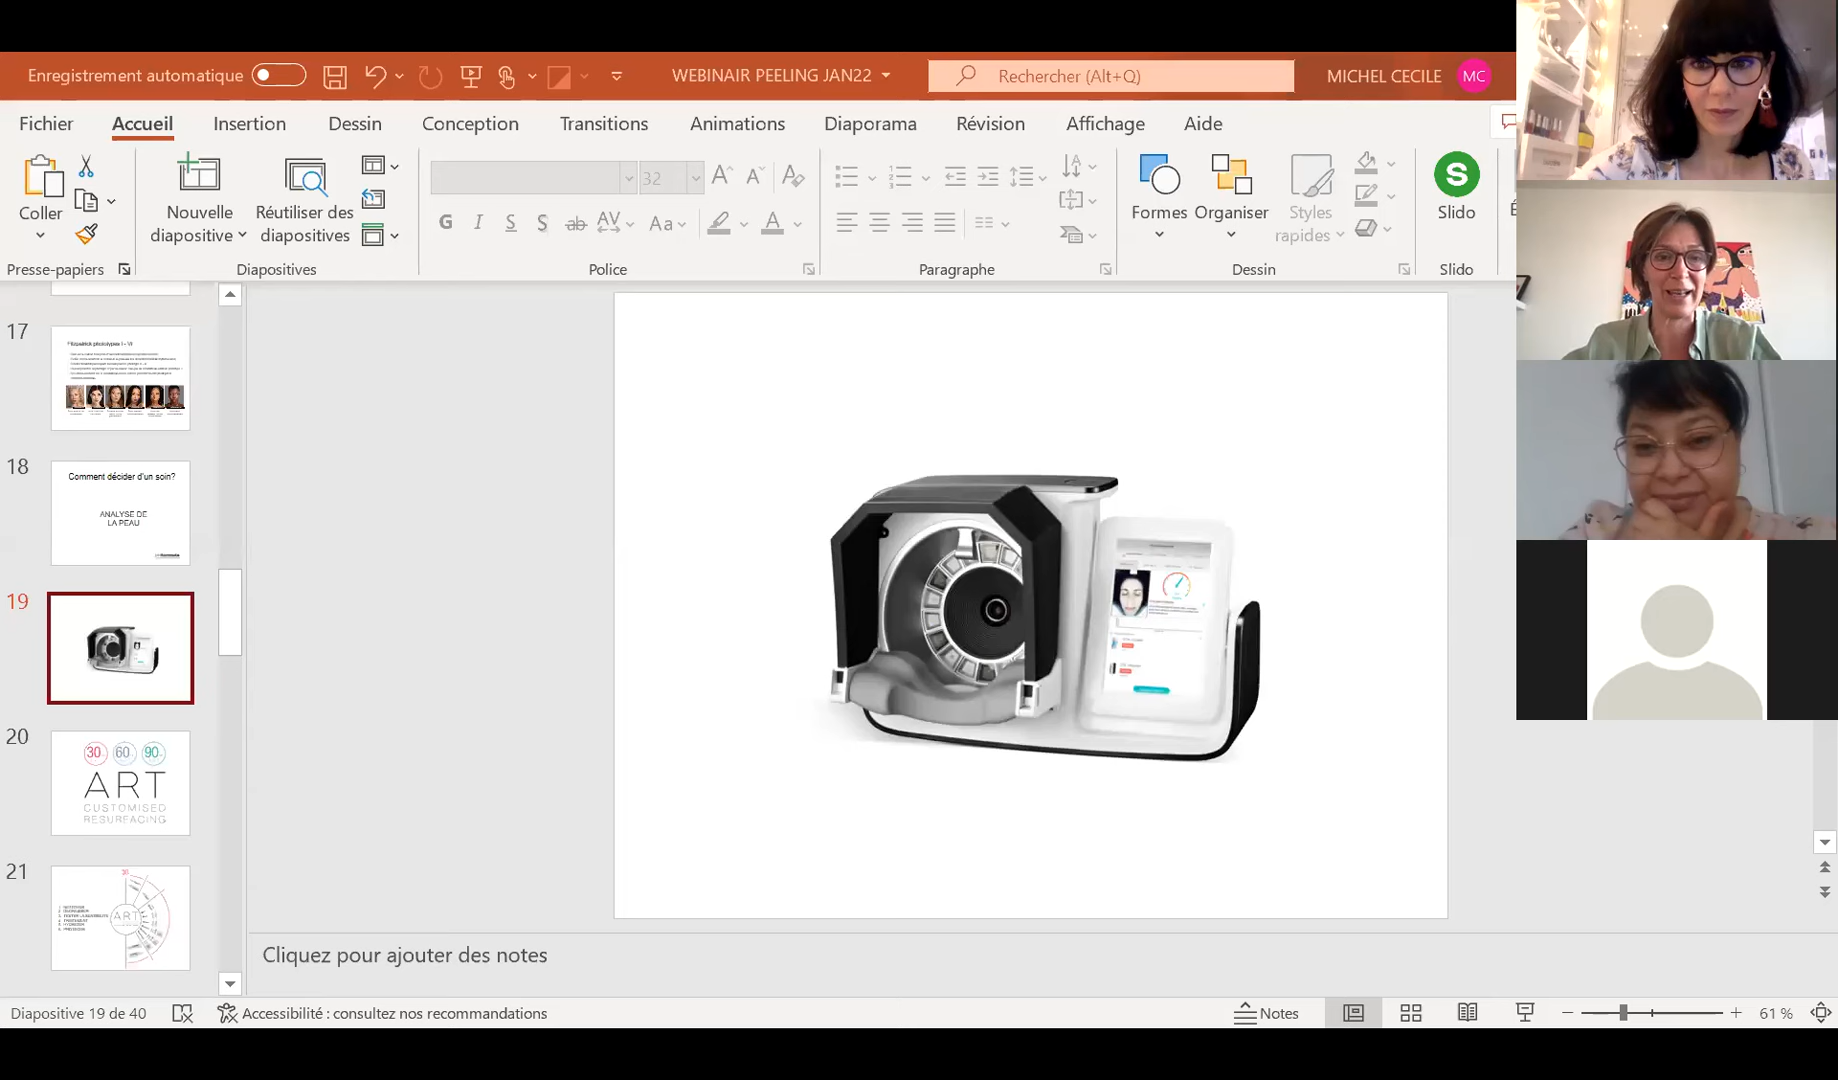 Enregistrement automatique
WEBINAIR PEELING JAN22
Rechercher (Alt+Q)
MICHEL CECILE MC
Fichier Accueil Insertion Dessin Conception Transitions Animations Diaporama Révision Affichage Aide
Coller
Nouvelle diapositive
Réutiliser des diapositives
32
G I S S ab AV Aa A
Formes
Organiser
Styles rapides
S
Slido
Presse-papiers Diapositives Police Paragraphe Dessin Slido
17
Fitzpatrick phototypes I - VI
18
Comment décider d'un soin?
ANALYSE DE
LA PEAU
19
20
30 60 90
ART
CUSTOMISED
RESURFACING
21
ART
Cliquez pour ajouter des notes
Diapositive 19 de 40
Accessibilité : consultez nos recommandations
Notes
61 %